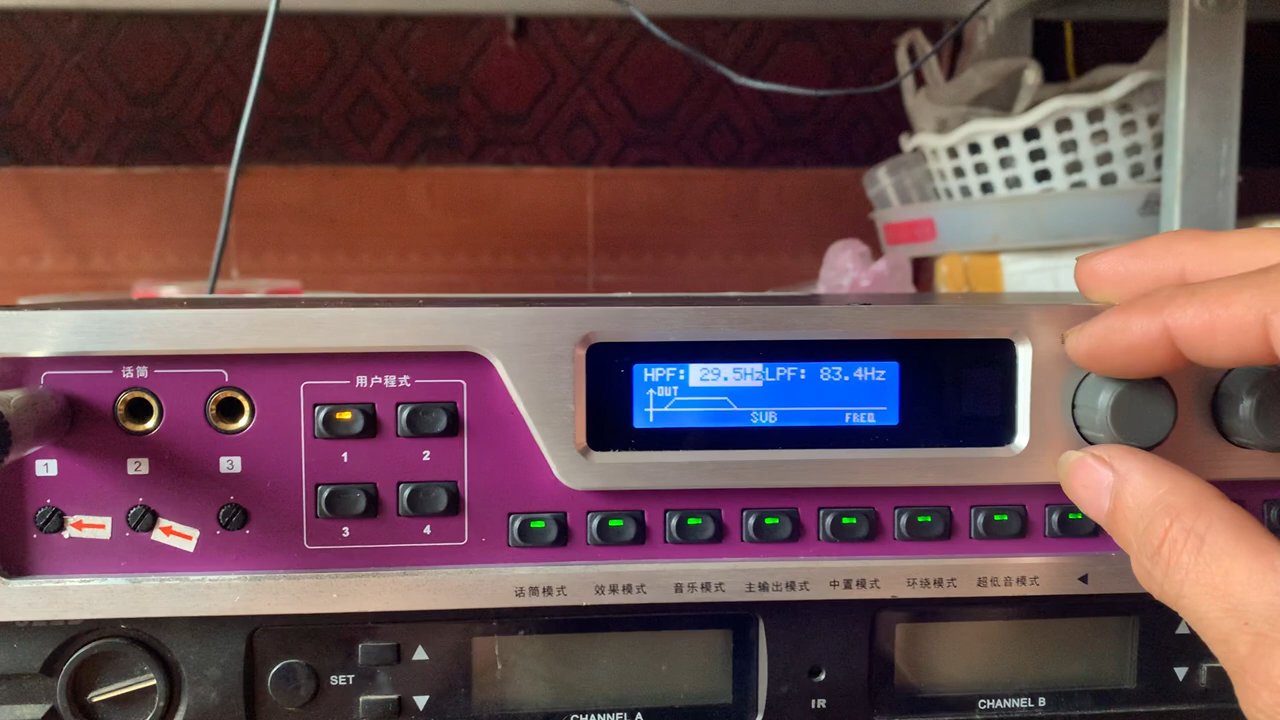 话筒
1
2
3
用户程式
1
2
3
4
HPF: 29.5Hz LPF: 83.4Hz
OUT
SUB
FREQ
话筒模式
效果模式
音乐模式
主输出模式
中置模式
环绕模式
超低音模式
SET
CHANNEL A
IR
CHANNEL B